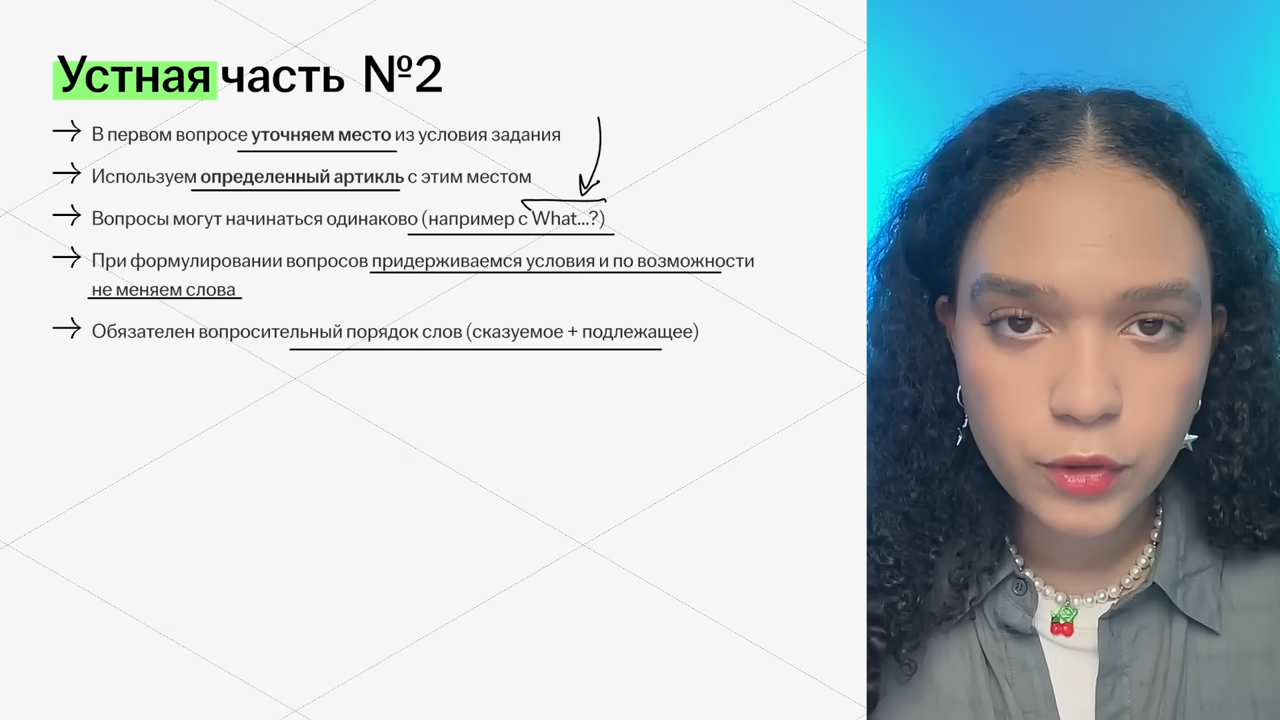 Устная часть №2
→ В первом вопросе уточняем место из условия задания
→ Используем определенный артикль с этим местом
→ Вопросы могут начинаться одинаково (например с What...?)
→ При формулировании вопросов придерживаемся условия и по возможности
не меняем слова
→ Обязателен вопросительный порядок слов (сказуемое + подлежащее)